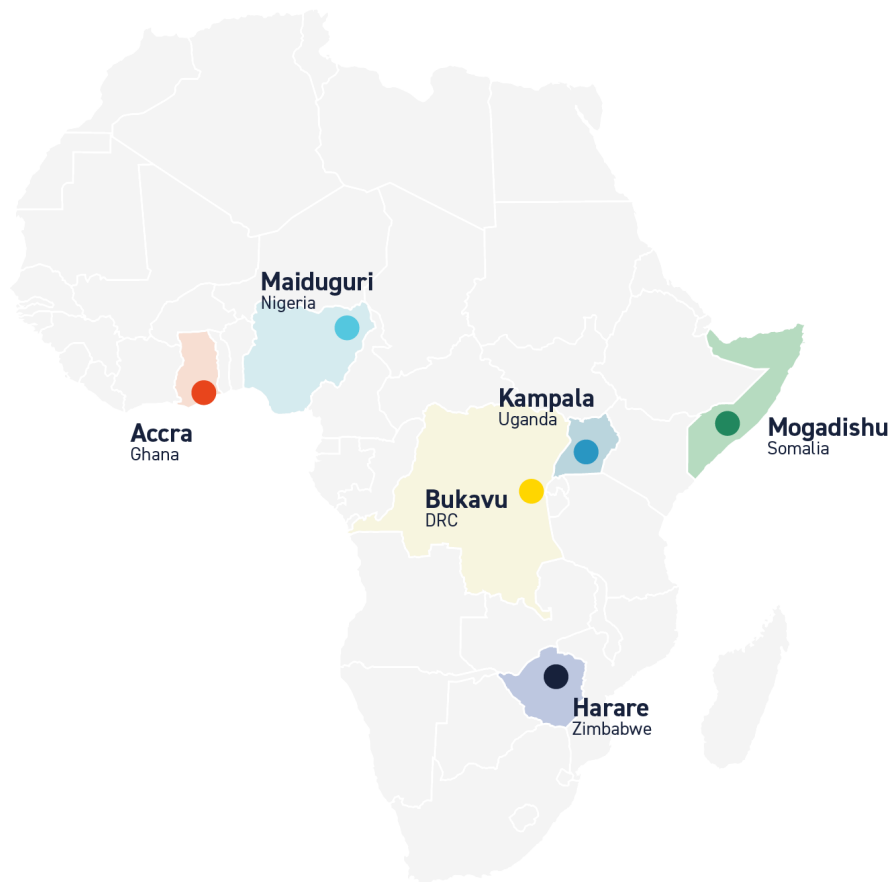 Maiduguri
Nigeria
Kampala
Uganda
Accra
Ghana
Mogadishu
Somalia
Bukavu
DRC
Harare
Zimbabwe